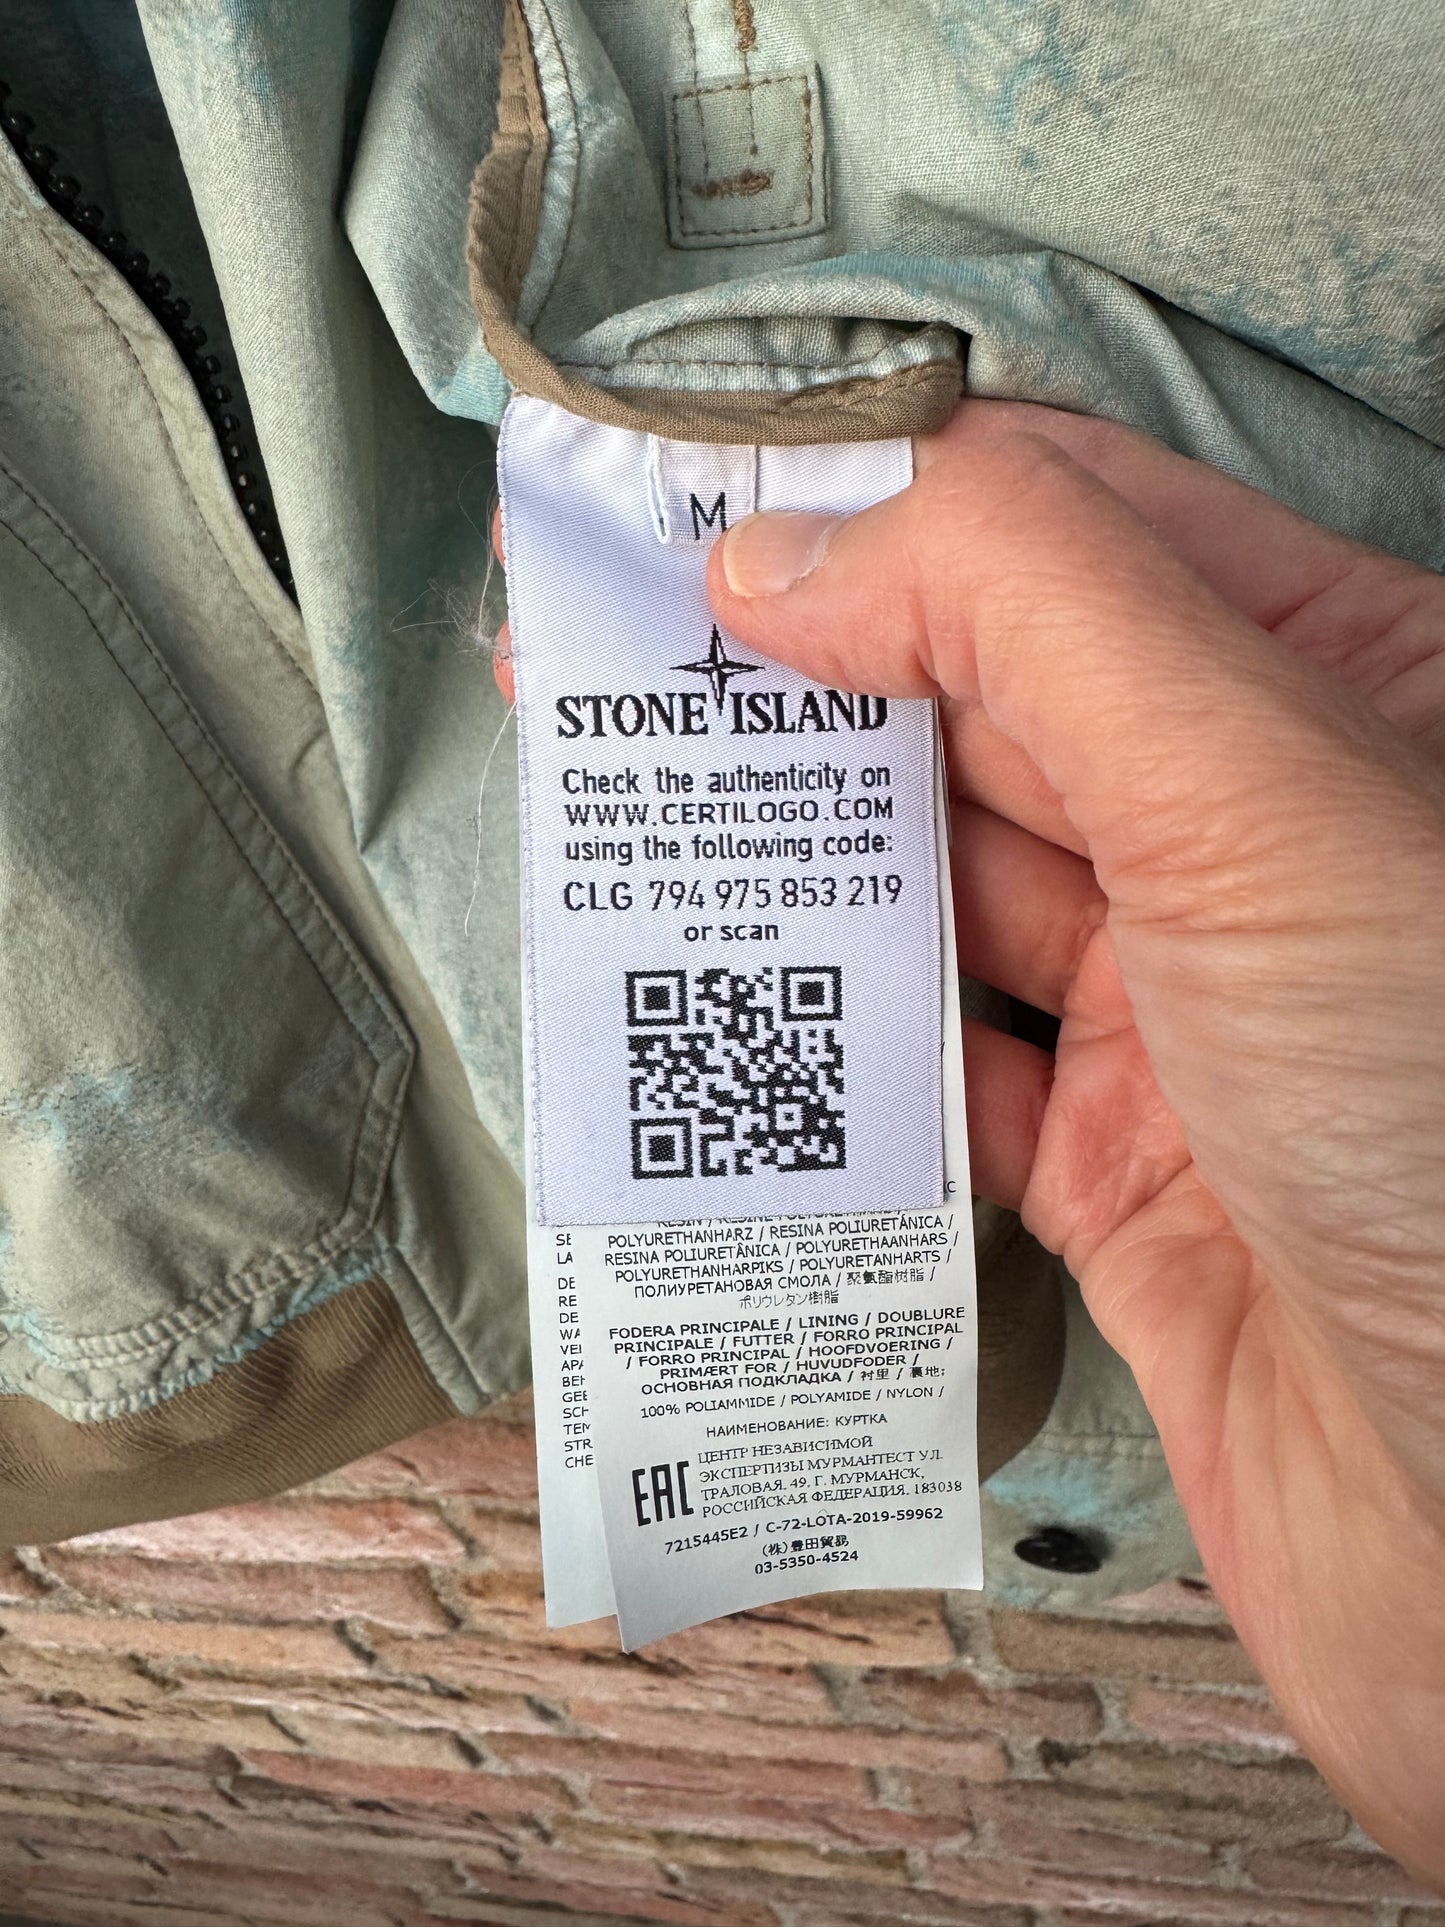 M
STONE ISLAND
Check the authenticity on
WWW.CERTILOGO.COM
using the following code:
CLG 794 975 853 219
or scan
POLYURETHANHARZ / RESINA POLIURETÂNICA /
RESINA POLIURETÂNICA / POLYURETHAANHARS /
POLYURETHANHARPIKS / POLYURETANHARTS /
ПОЛИУРЕТАНОВАЯ СМОЛА / 聚氨酯树脂 /
ポリウレタン樹脂
FODERA PRINCIPALE / LINING / DOUBLURE
PRINCIPALE / FUTTER / FORRO PRINCIPAL
/ FORRO PRINCIPAL / HOOFDVOERING /
PRIMÆRT FOR / HUVUDFODER /
ОСНОВНАЯ ПОДКЛАДКА / 衬里 / 裏地:
100% POLIAMMIDE / POLYAMIDE / NYLON /
НАИМЕНОВАНИЕ: КУРТКА
EAC
ЦЕНТР НЕЗАВИСИМОЙ
ЭКСПЕРТИЗЫ МУРМАНТЕСТ УЛ.
ТРАЛОВАЯ, 49, Г. МУРМАНСК,
РОССИЙСКАЯ ФЕДЕРАЦИЯ, 183038
7215445E2 / C-72-LOTA-2019-59962
(株)豊田貿易
03-5350-4524